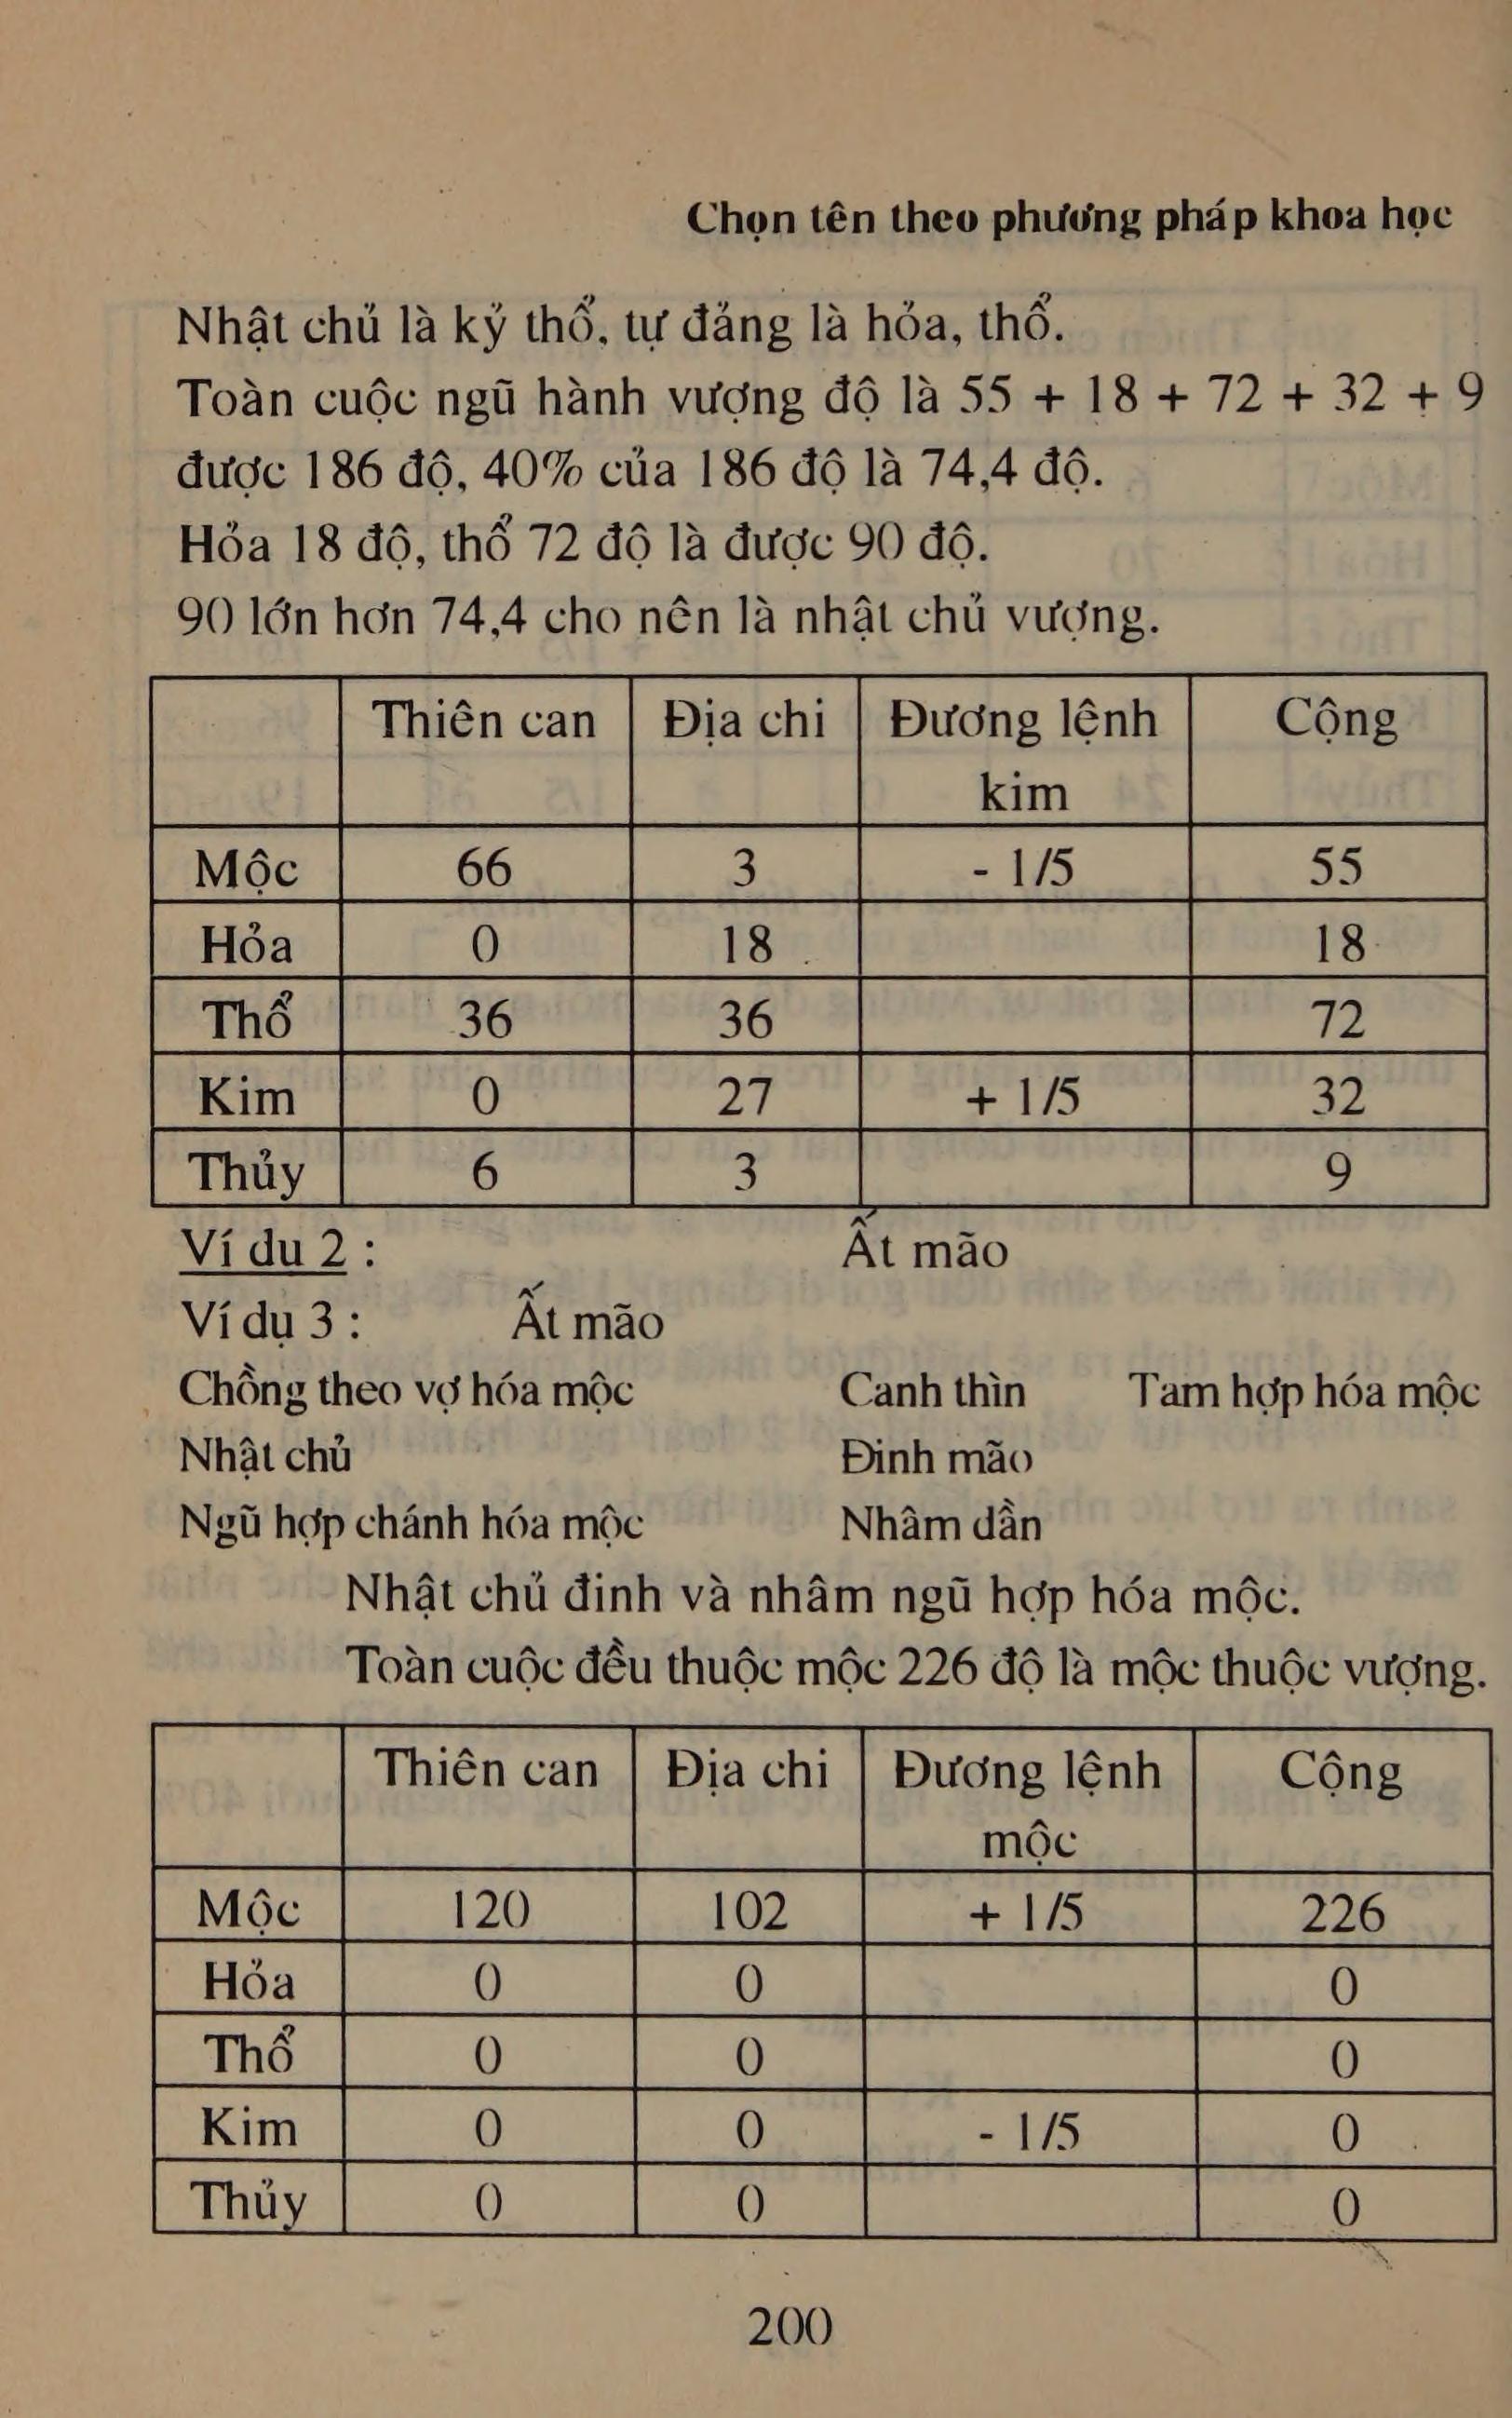 Chọn tên theo phương pháp khoa học
Nhật chủ là kỷ thổ, tự đảng là hỏa, thổ.
Toàn cuộc ngũ hành vượng độ là 55 + 18 + 72 + 32 + 9
được 186 độ, 40% của 186 độ là 74,4 độ.
Hỏa 18 độ, thổ 72 độ là được 90 độ.
90 lớn hơn 74,4 cho nên là nhật chủ vượng.
Thiên can Địa chi Đương lệnh Cộng
kim
Mộc 66 3 - 1/5 55
Hỏa 0 18 18
Thổ 36 36 72
Kim 0 27 + 1/5 32
Thủy 6 3 9
Ví du 2 : Ất mão
Ví dụ 3 : Ất mão
Chồng theo vợ hóa mộc Canh thìn Tam hợp hóa mộc
Nhật chủ Đinh mão
Ngũ hợp chánh hóa mộc Nhâm dần
Nhật chủ đinh và nhâm ngũ hợp hóa mộc.
Toàn cuộc đều thuộc mộc 226 độ là mộc thuộc vượng.
Thiên can Địa chi Đương lệnh Cộng
mộc
Mộc 120 102 + 1/5 226
Hỏa 0 0 0
Thổ 0 0 0
Kim 0 0 - 1/5 0
Thủy 0 0 0
200